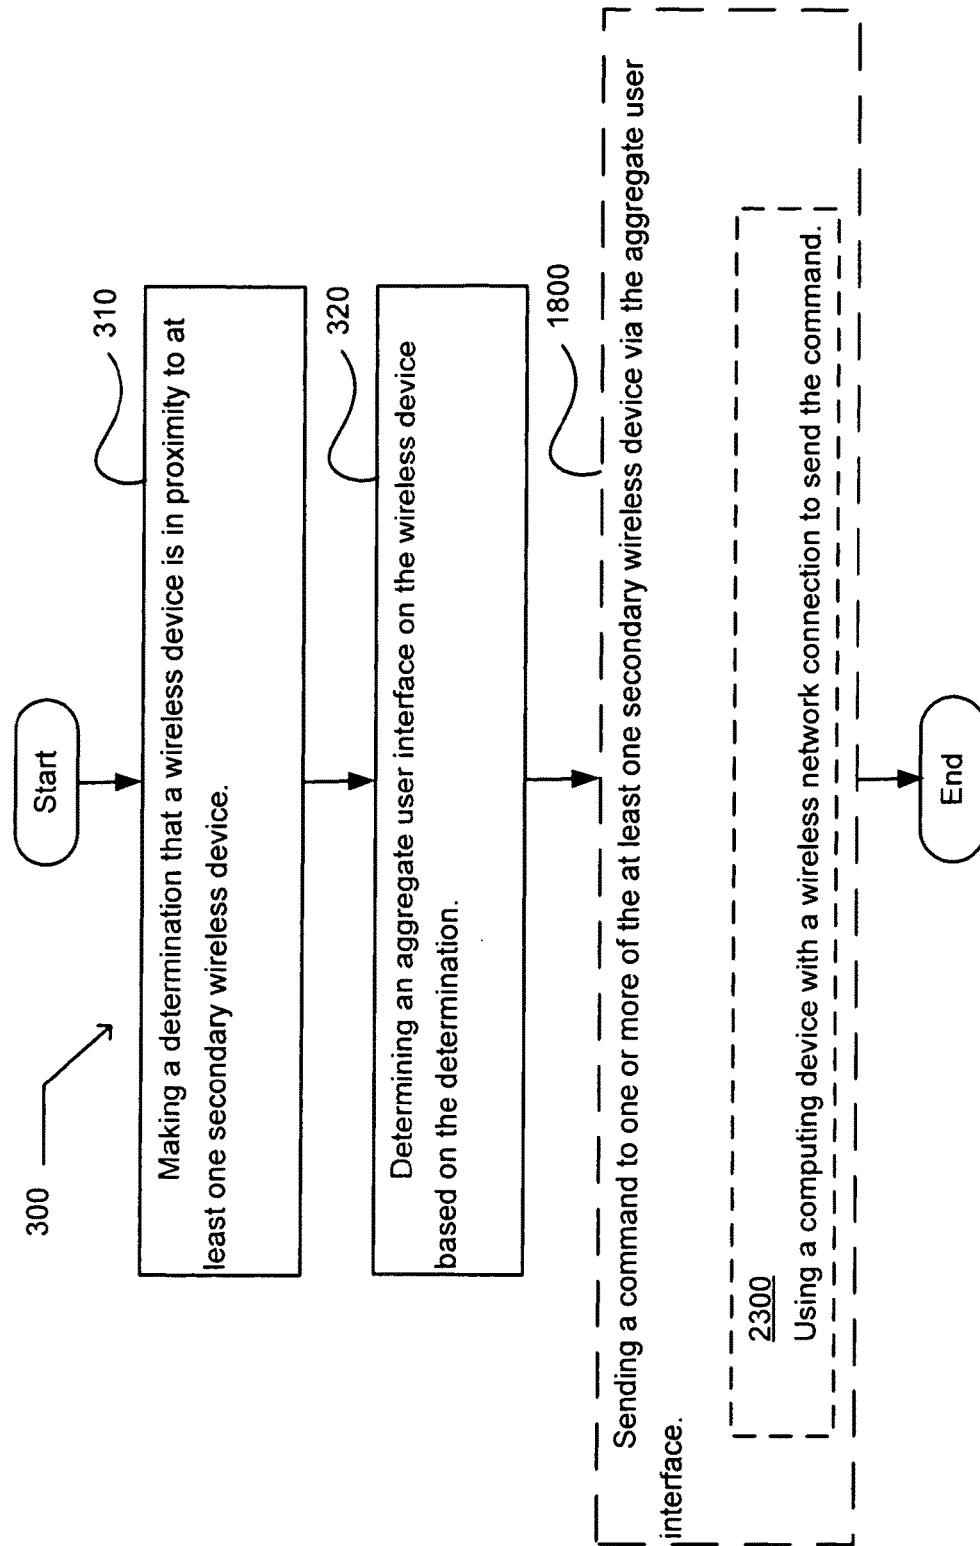 300
Start
310
Making a determination that a wireless device is in proximity to at
least one secondary wireless device.
320
Determining an aggregate user interface on the wireless device
based on the determination.
1800
Sending a command to one or more of the at least one secondary wireless device via the aggregate user
interface.
2300
Using a computing device with a wireless network connection to send the command.
End